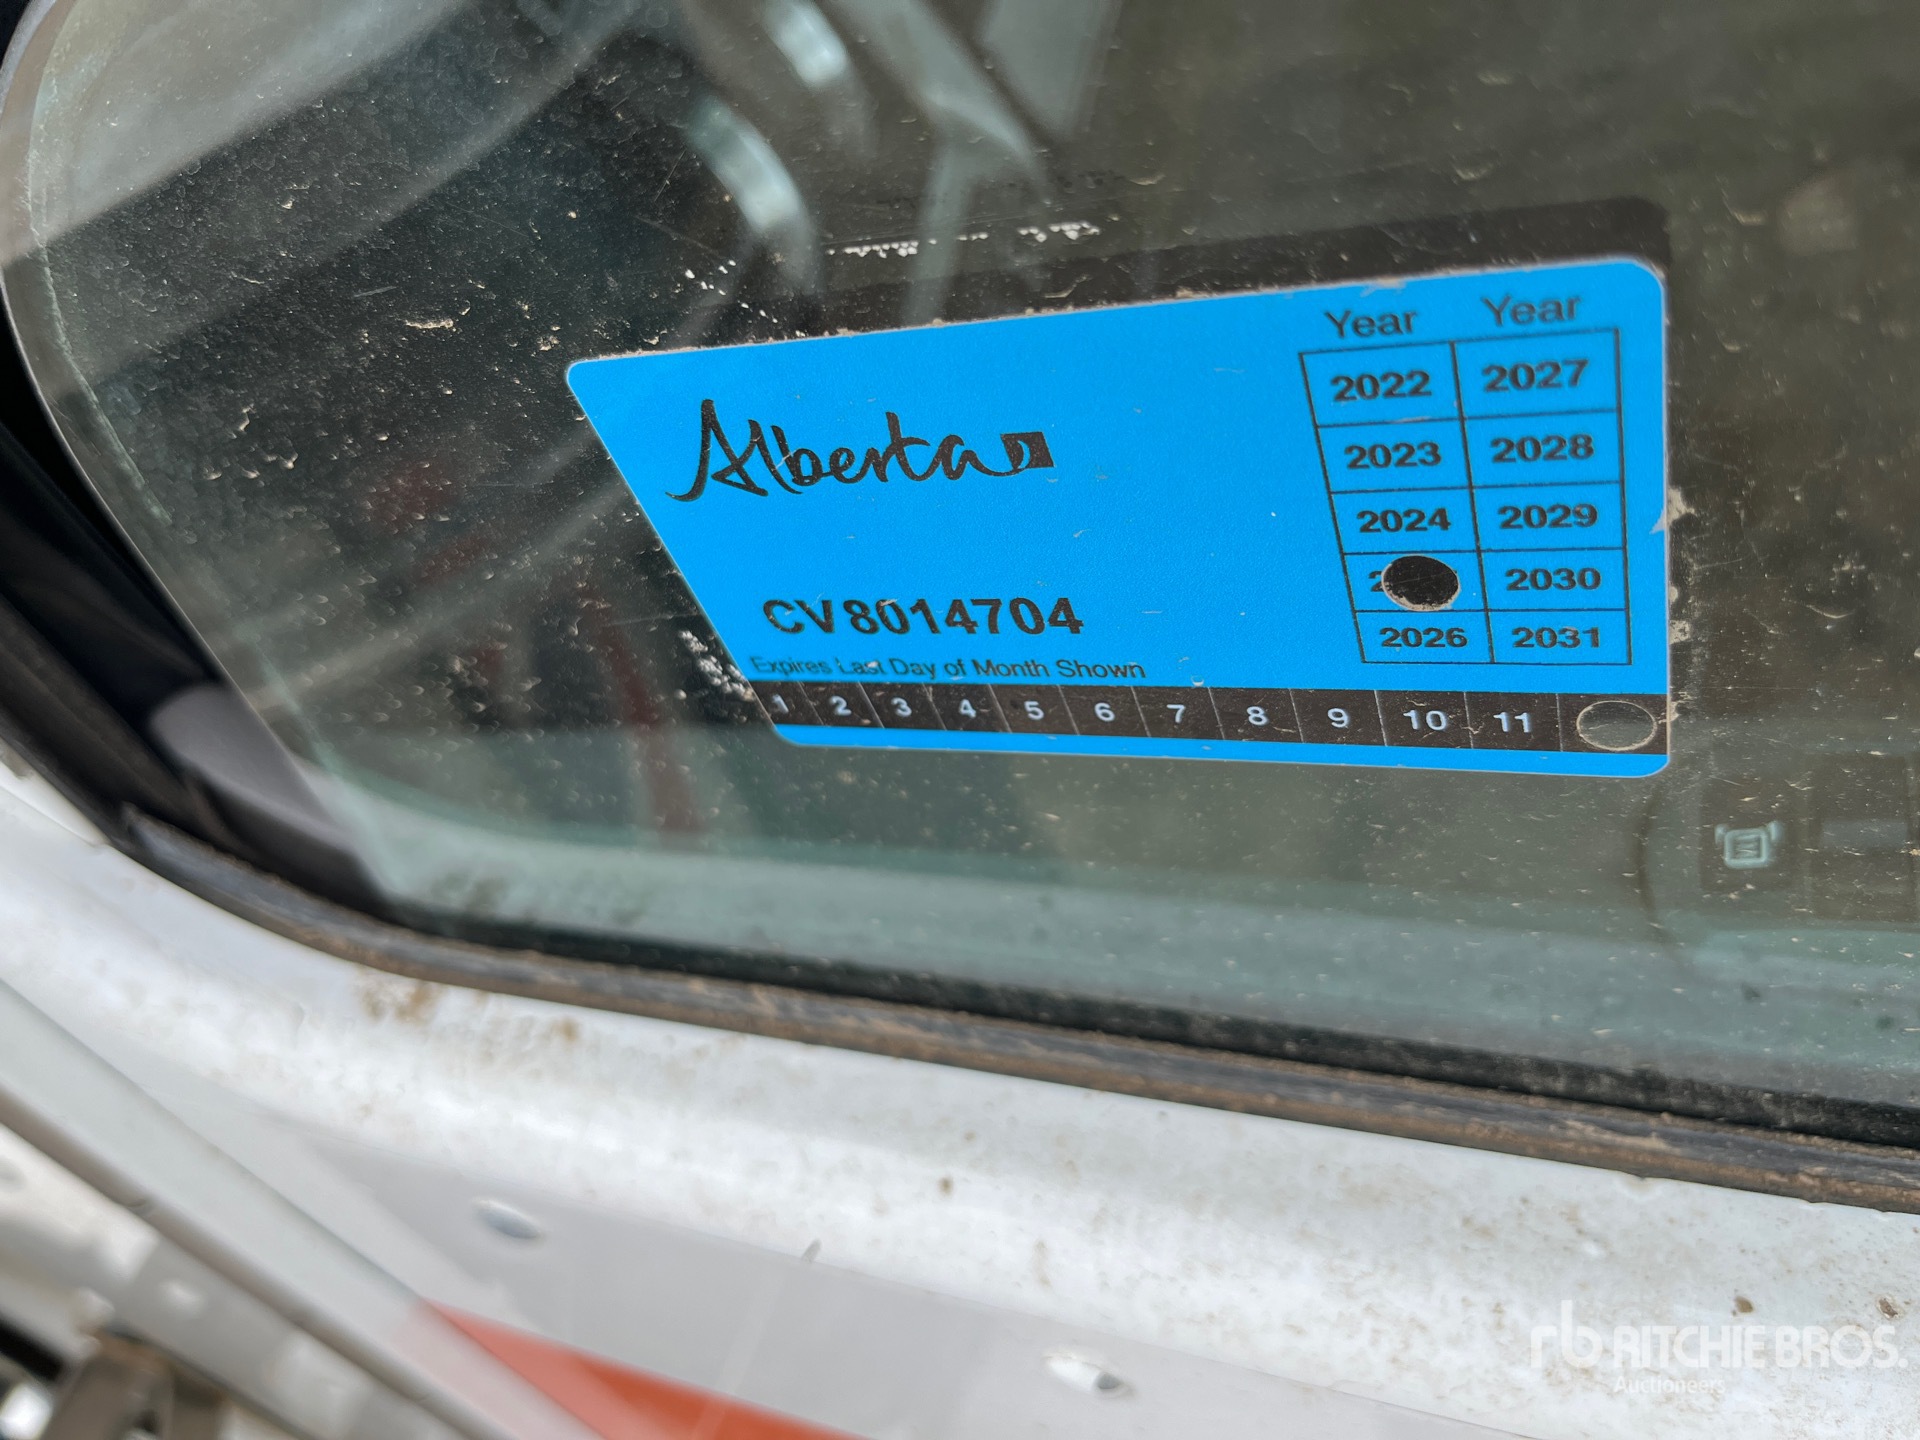 Alberta
CV8014704
Expires Last Day of Month Shown
1 2 3 4 5 6 7 8 9 10 11
Year Year
2022 2027
2023 2028
2024 2029
2030
2026 2031
rb RITCHIE BROS.
Auctioneers